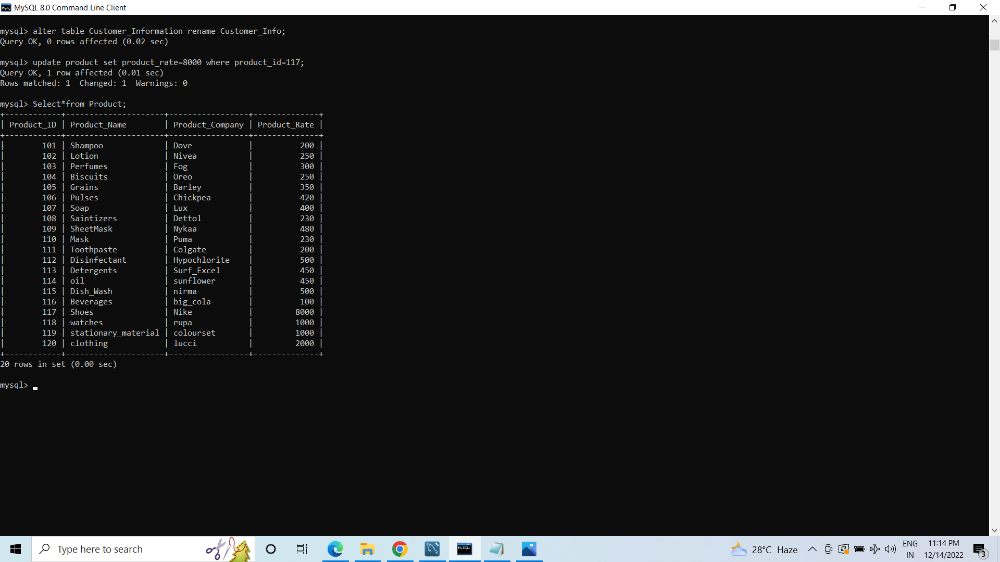 MySQL 8.0 Command Line Client
mysql> alter table Customer_Information rename Customer_Info;
Query OK, 0 rows affected (0.02 sec)
mysql> update product set product_rate=8000 where product_id=117;
Query OK, 1 row affected (0.01 sec)
Rows matched: 1  Changed: 1  Warnings: 0
mysql> Select*from Product;
+------------+---------------------+-----------------+--------------+
| Product_ID | Product_Name        | Product_Company | Product_Rate |
+------------+---------------------+-----------------+--------------+
|        101 | Shampoo             | Dove            |          200 |
|        102 | Lotion              | Nivea           |          250 |
|        103 | Perfumes            | Fog             |          300 |
|        104 | Biscuits            | Oreo            |          250 |
|        105 | Grains              | Barley          |          350 |
|        106 | Pulses              | Chickpea        |          420 |
|        107 | Soap                | Lux             |          400 |
|        108 | Saintizers          | Dettol          |          230 |
|        109 | SheetMask           | Nykaa           |          480 |
|        110 | Mask                | Puma            |          230 |
|        111 | Toothpaste          | Colgate         |          200 |
|        112 | Disinfectant        | Hypochlorite    |          500 |
|        113 | Detergents          | Surf_Excel      |          450 |
|        114 | oil                 | sunflower       |          450 |
|        115 | Dish_Wash           | nirma           |          500 |
|        116 | Beverages           | big_cola        |          100 |
|        117 | Shoes               | Nike            |         8000 |
|        118 | watches             | rupa            |         1000 |
|        119 | stationary_material | colourset       |         1000 |
|        120 | clothing            | lucci           |         2000 |
+------------+---------------------+-----------------+--------------+
20 rows in set (0.00 sec)
mysql>
Type here to search
28°C Haze
ENG
IN
11:14 PM
12/14/2022
3